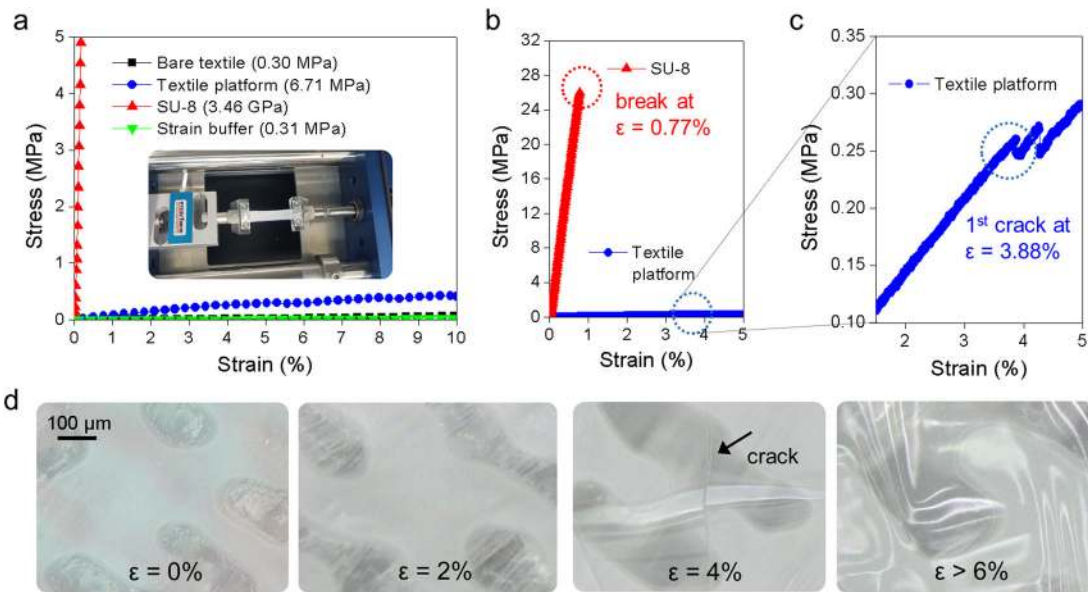 a
Stress (MPa)
5
4
3
2
1
0
Bare textile (0.30 MPa)
Textile platform (6.71 MPa)
SU-8 (3.46 GPa)
Strain buffer (0.31 MPa)
0 1 2 3 4 5 6 7 8 9 10
Strain (%)
b
Stress (MPa)
32
28
24
20
16
12
8
4
0
SU-8
break at
ε = 0.77%
Textile
platform
0 1 2 3 4 5
Strain (%)
c
Stress (MPa)
0.35
0.30
0.25
0.20
0.15
0.10
Textile platform
1st crack at
ε = 3.88%
2 3 4 5
Strain (%)
d
100 μm
ε = 0%
ε = 2%
crack
ε = 4%
ε > 6%